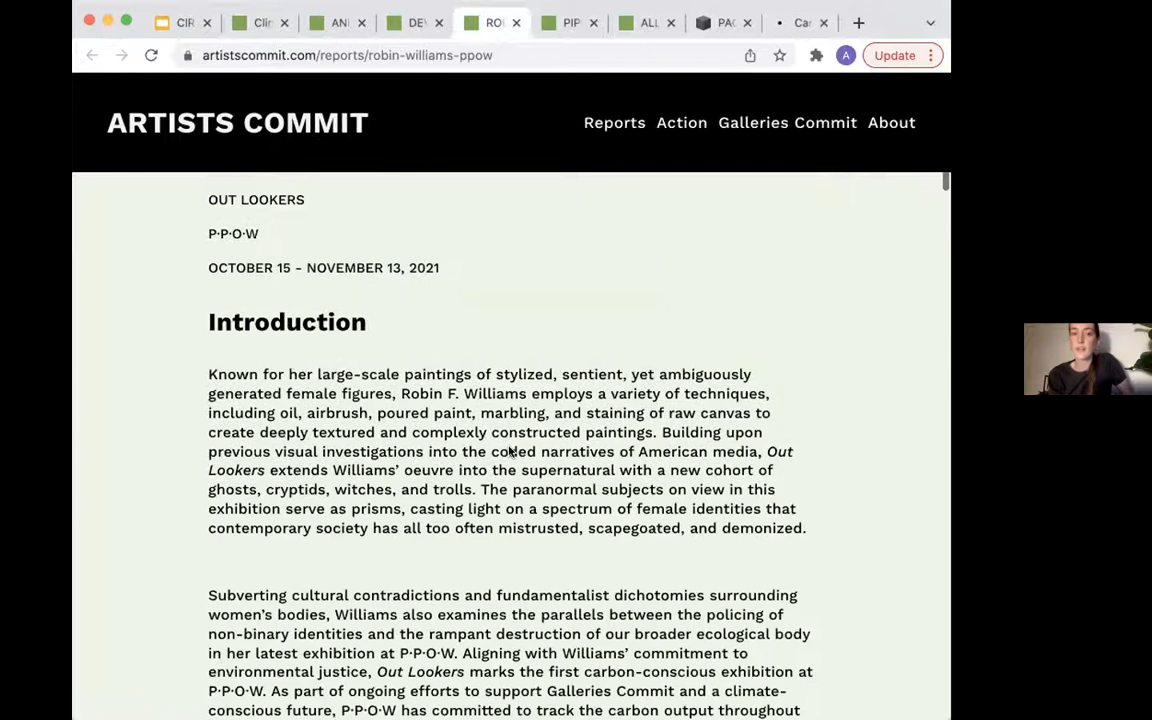 CIR
Cli
AN
DE
RO
PIP
ALL
PA
Ca
artistscommit.com/reports/robin-williams-ppow
A
Update
ARTISTS COMMIT
Reports Action Galleries Commit About
OUT LOOKERS
P·P·O·W
OCTOBER 15 - NOVEMBER 13, 2021
Introduction
Known for her large-scale paintings of stylized, sentient, yet ambiguously
generated female figures, Robin F. Williams employs a variety of techniques,
including oil, airbrush, poured paint, marbling, and staining of raw canvas to
create deeply textured and complexly constructed paintings. Building upon
previous visual investigations into the coded narratives of American media, Out
Lookers extends Williams’ oeuvre into the supernatural with a new cohort of
ghosts, cryptids, witches, and trolls. The paranormal subjects on view in this
exhibition serve as prisms, casting light on a spectrum of female identities that
contemporary society has all too often mistrusted, scapegoated, and demonized.
Subverting cultural contradictions and fundamentalist dichotomies surrounding
women’s bodies, Williams also examines the parallels between the policing of
non-binary identities and the rampant destruction of our broader ecological body
in her latest exhibition at P·P·O·W. Aligning with Williams’ commitment to
environmental justice, Out Lookers marks the first carbon-conscious exhibition at
P·P·O·W. As part of ongoing efforts to support Galleries Commit and a climate-
conscious future, P·P·O·W has committed to track the carbon output throughout